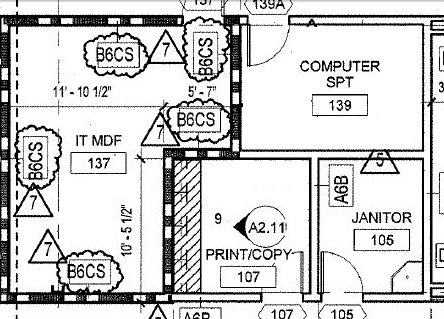 137
139A
B6CS
7
B6CS
COMPUTER
SPT
139
11' - 10 1/2"
5' - 7"
7
B6CS
IT MDF
137
B6CS
5
7
A6B
10' - 5 1/2"
9
A2.11
JANITOR
105
7
B6CS
PRINT/COPY
107
107
105
A6B